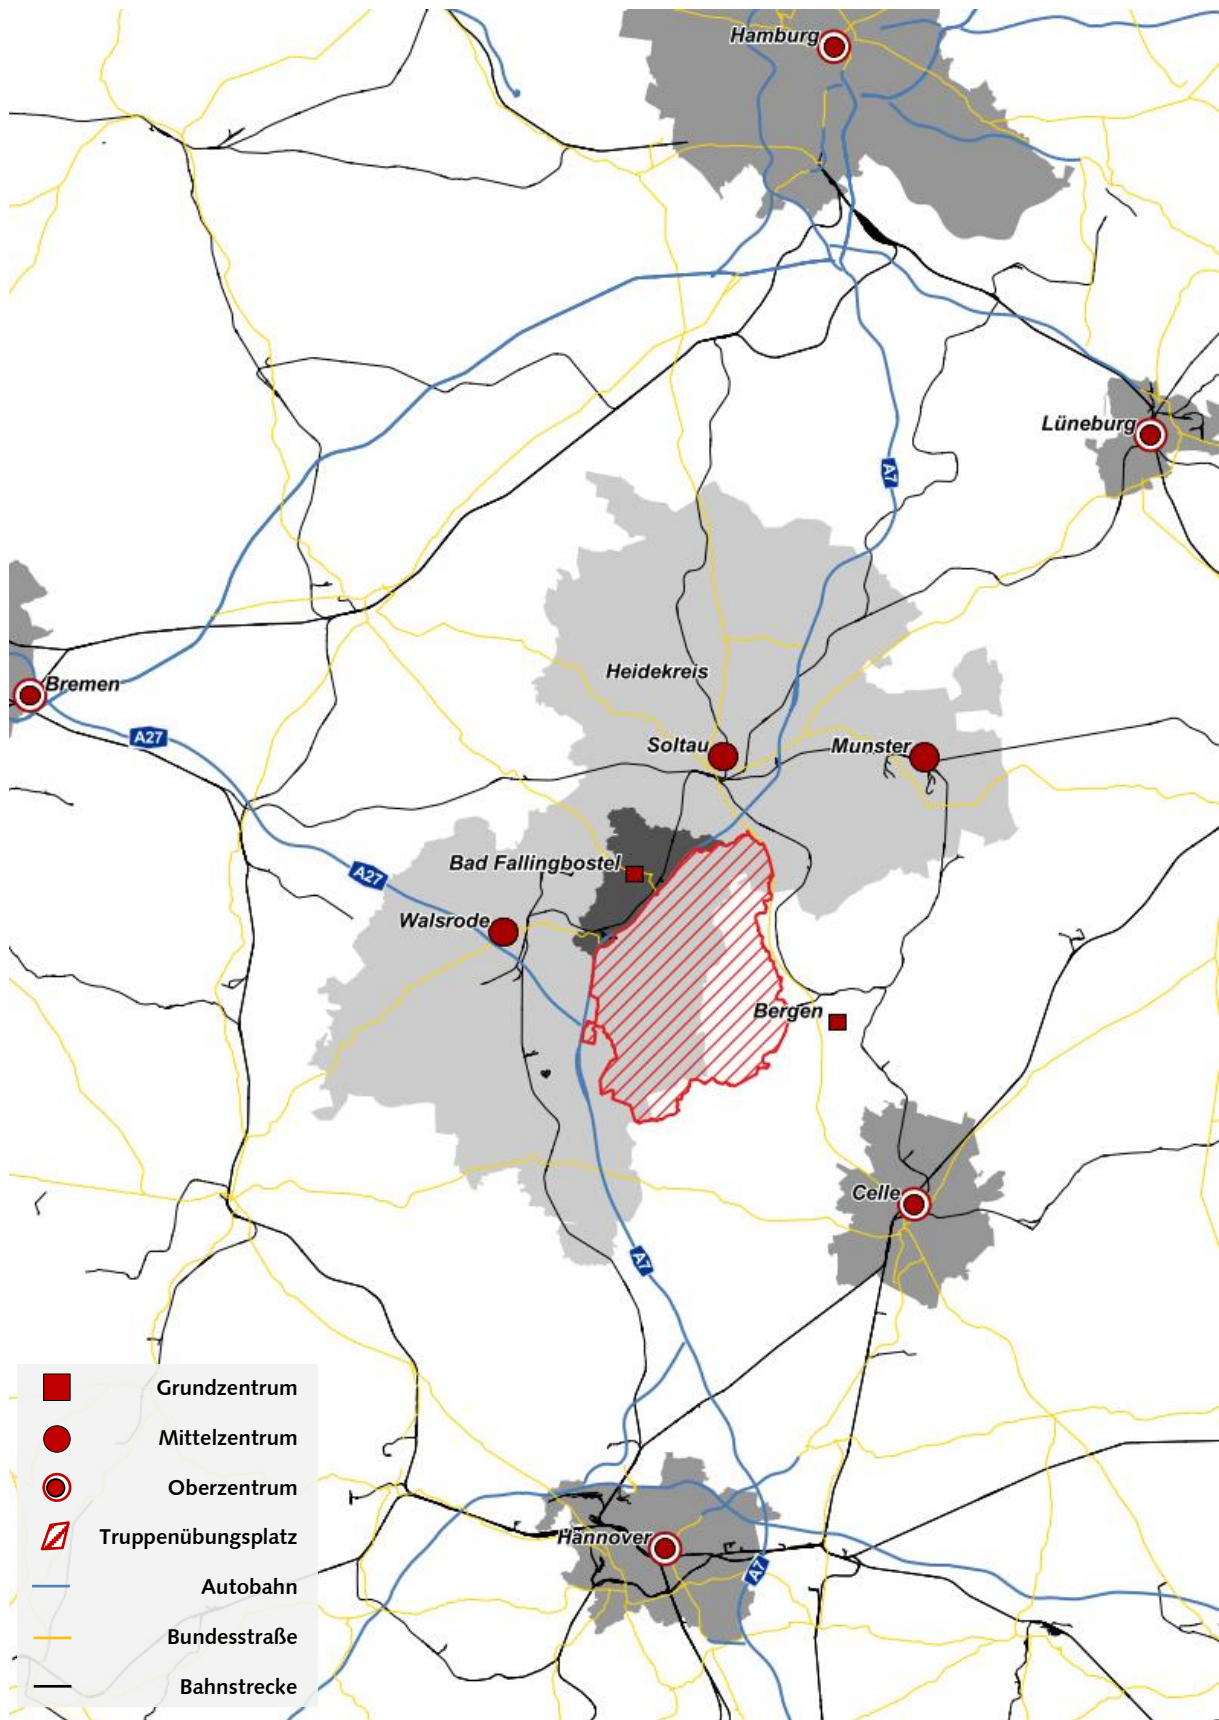 Hamburg
Lüneburg
A7
Heidekreis
Bremen
A27
Soltau
Munster
Bad Fallingbostel
A27
Walsrode
Bergen
Celle
A7
Hannover
A7
Grundzentrum
Mittelzentrum
Oberzentrum
Truppenübungsplatz
Autobahn
Bundesstraße
Bahnstrecke